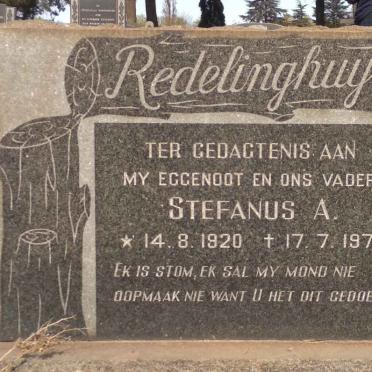 Redelinghuys
TER GEDAGTENIS AAN
MY EGGENOOT EN ONS VADER
STEFANUS A.
★ 14.8.1920 ✝ 17.7.197
EK IS STOM, EK SAL MY MOND NIE
OOPMAAK NIE WANT U HET DIT GEDOE